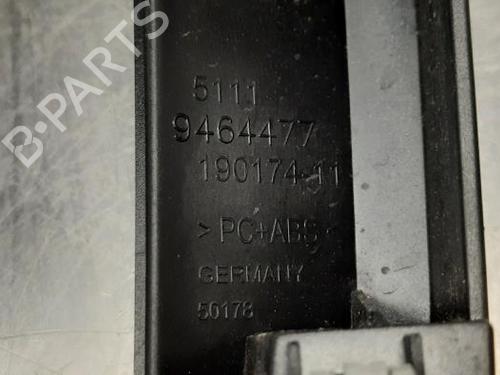 B-PARTS
5111
9464477
190174-11
>PC+ABS<
GERMANY
50178